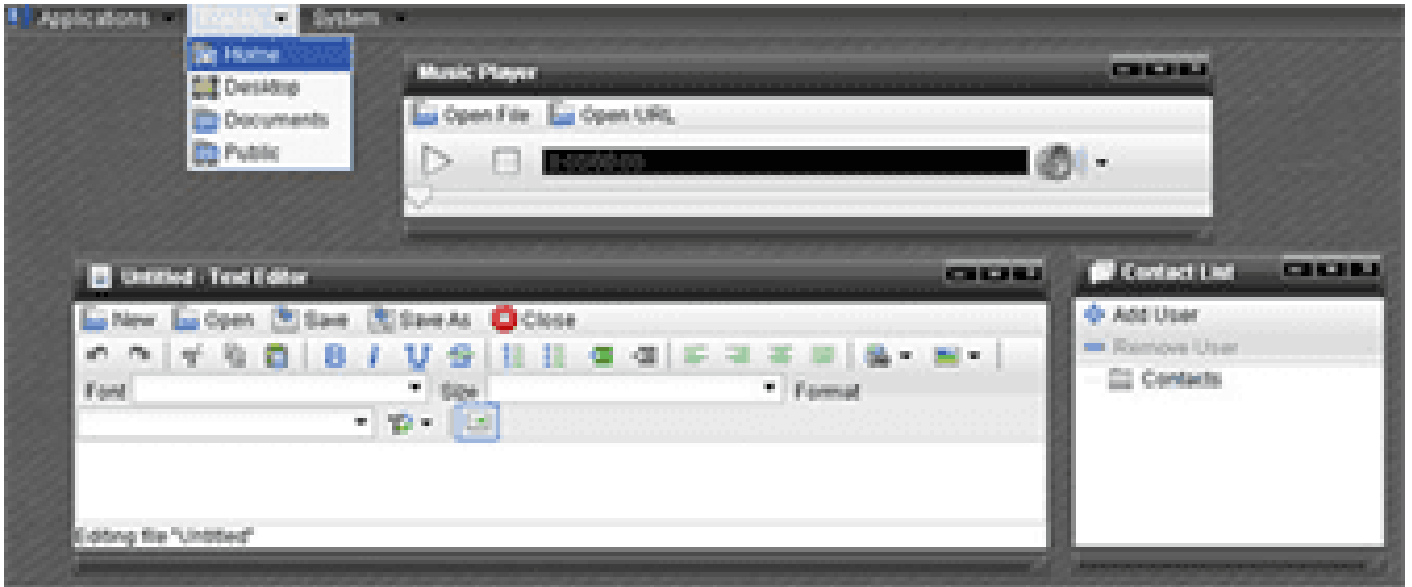 Applications System
Home
Desktop
Documents
Public
Music Player
Open File Open URL
Untitled - Text Editor
New Open Save Save As Close
B I
Font Size Format
Editing file "Untitled"
Contact List
Add User
Remove User
Contacts